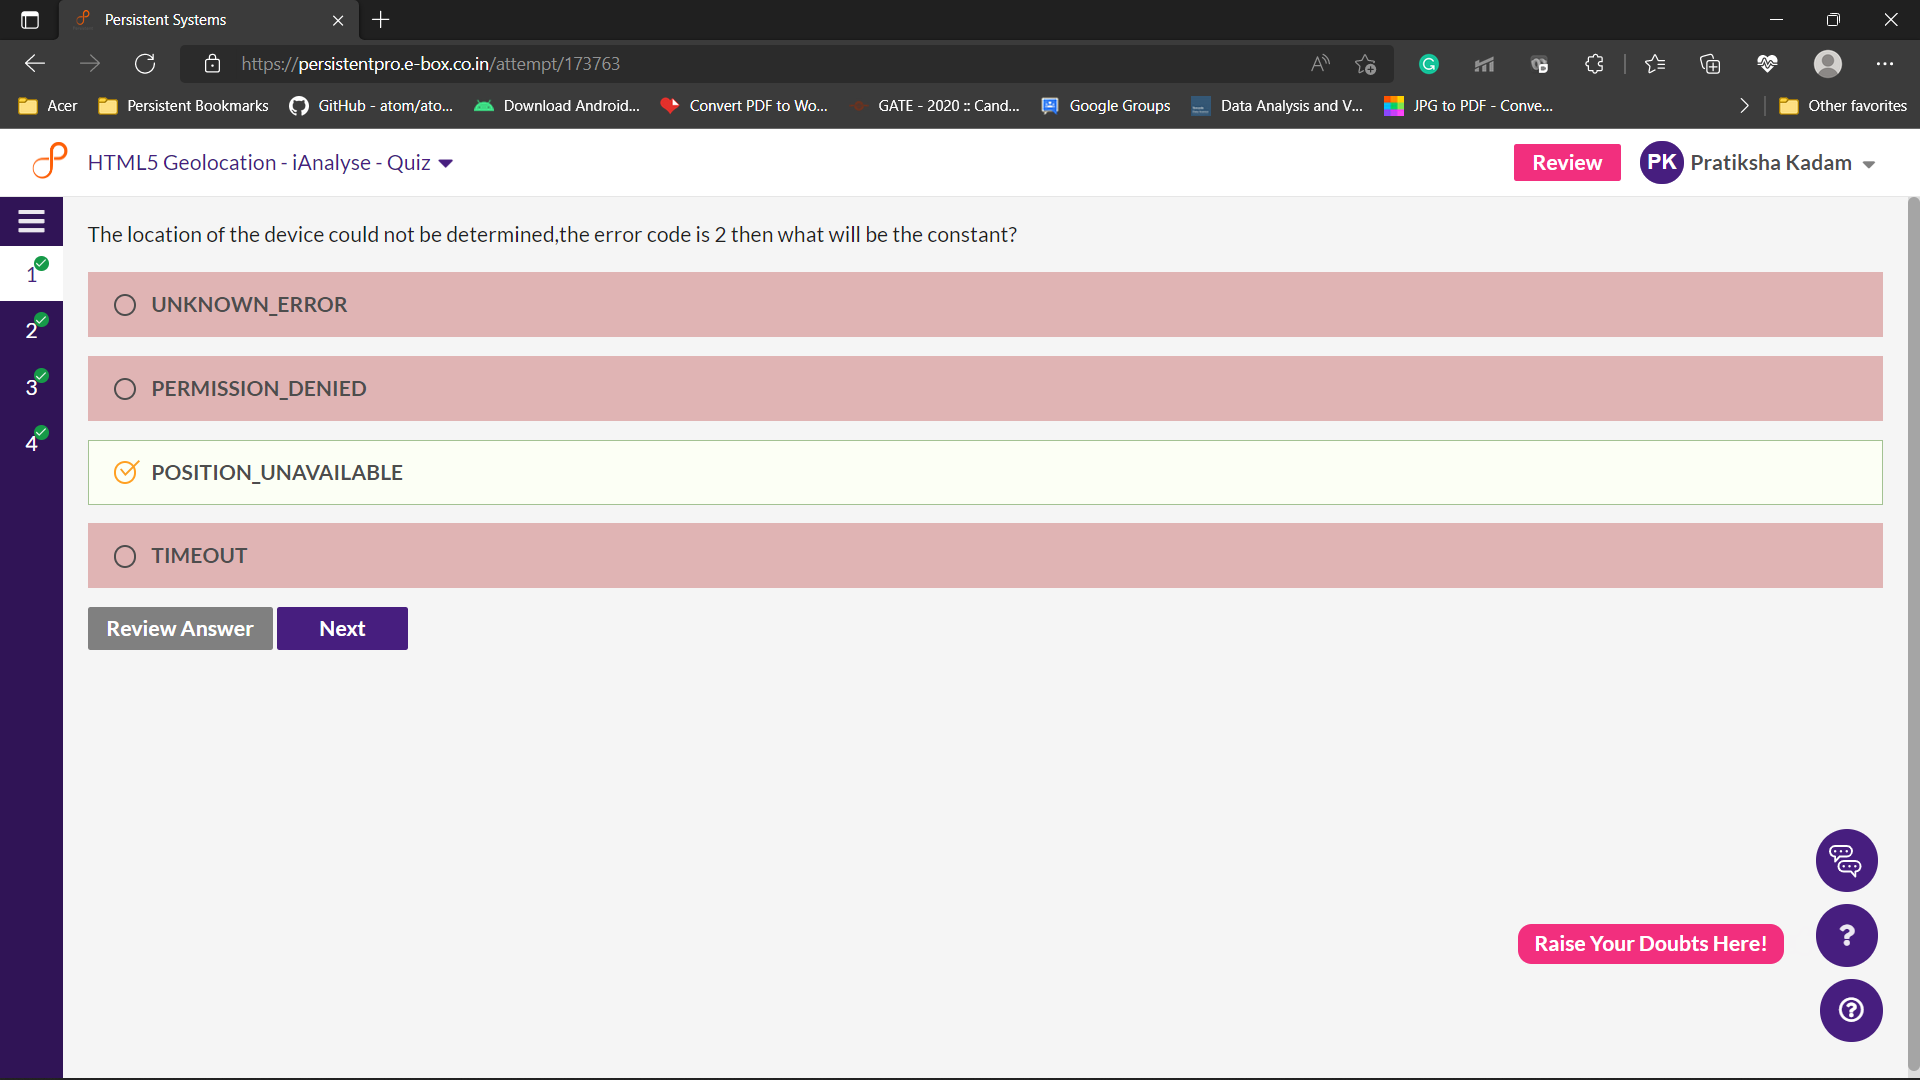 Persistent Systems
https://persistentpro.e-box.co.in/attempt/173763
Acer
Persistent Bookmarks
GitHub - atom/ato...
Download Android...
Convert PDF to Wo...
GATE - 2020 :: Cand...
Google Groups
Data Analysis and V...
JPG to PDF - Conve...
Other favorites
HTML5 Geolocation - iAnalyse - Quiz
Review
PK
Pratiksha Kadam
The location of the device could not be determined,the error code is 2 then what will be the constant?
1
UNKNOWN_ERROR
2
PERMISSION_DENIED
3
POSITION_UNAVAILABLE
4
TIMEOUT
Review Answer
Next
Raise Your Doubts Here!